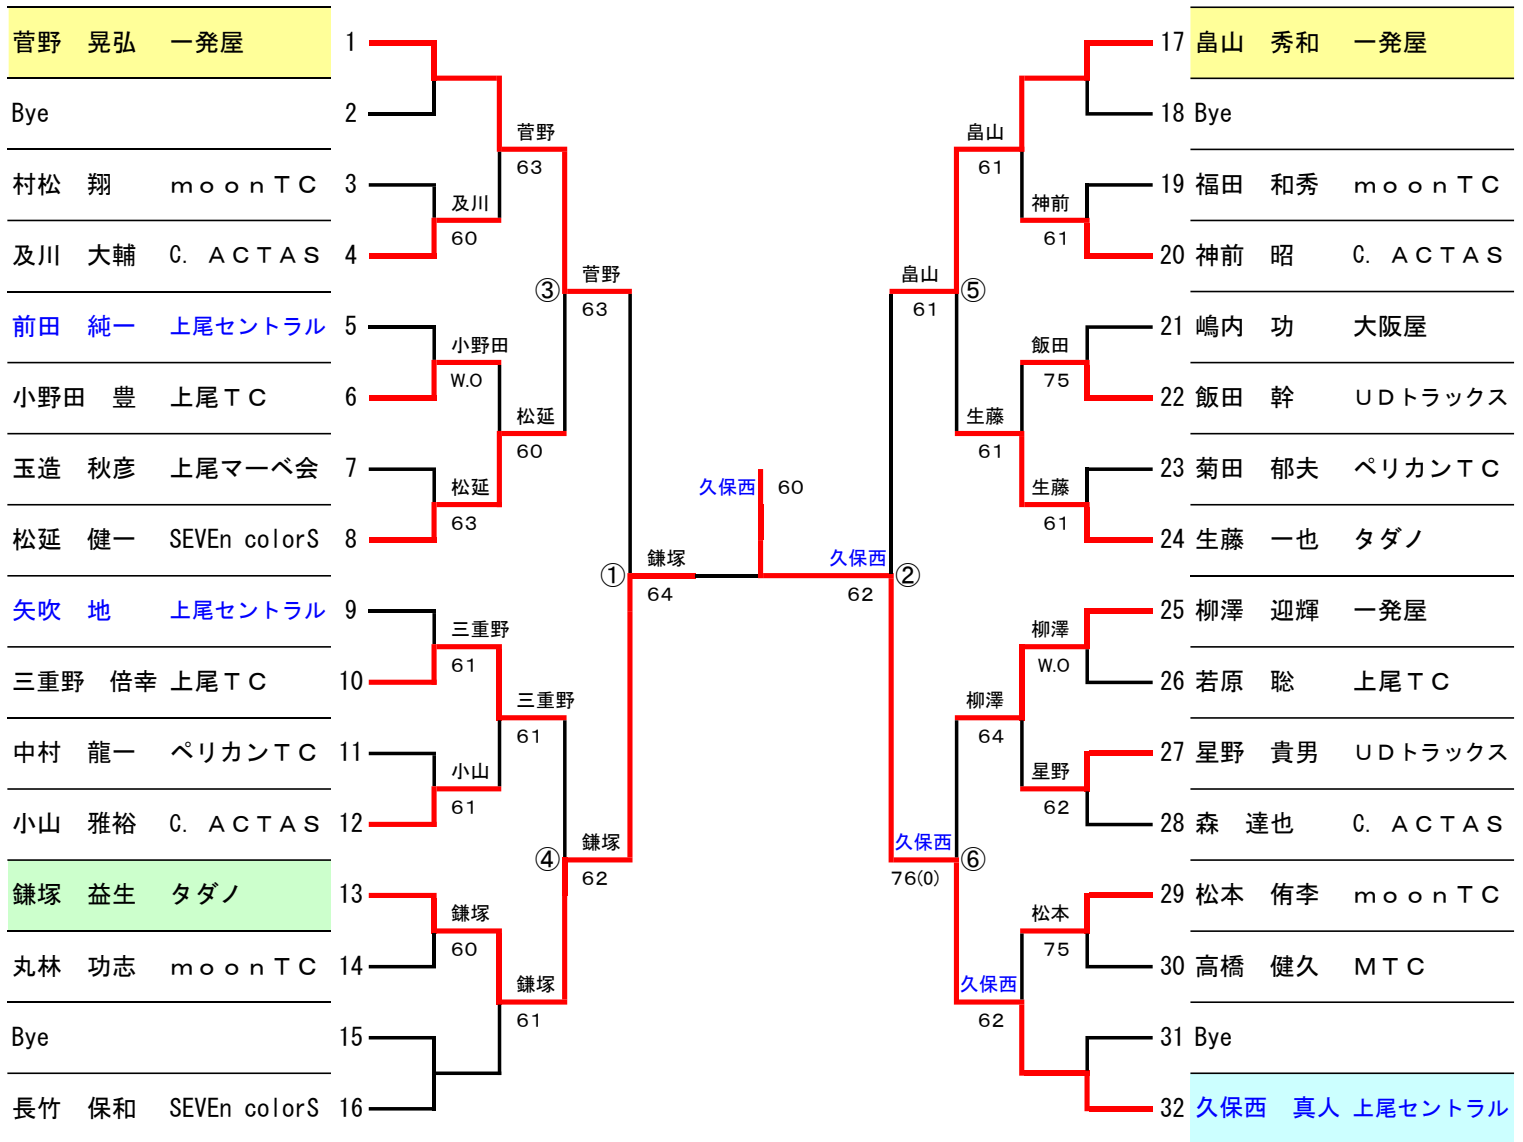 菅野 晃弘 一発屋 1
Bye 2
村松 翔 ｍｏｏｎＴＣ 3
及川 大輔 C. ＡＣＴＡＳ 4
前田 純一 上尾セントラル 5
小野田 豊 上尾ＴＣ 6
玉造 秋彦 上尾マーベ会 7
松延 健一 SEVEn colorS 8
矢吹 地 上尾セントラル 9
三重野 倍幸 上尾ＴＣ 10
中村 龍一 ペリカンＴＣ 11
小山 雅裕 C. ＡＣＴＡＳ 12
鎌塚 益生 タダノ 13
丸林 功志 ｍｏｏｎＴＣ 14
Bye 15
長竹 保和 SEVEn colorS 16
及川
60
小野田
W.O
松延
63
三重野
61
小山
61
鎌塚
60
菅野
63
松延
60
三重野
61
鎌塚
61
③
菅野
63
④
鎌塚
62
①
鎌塚
64
久保西 60
久保西
62
②
畠山
61
⑤
久保西
76(0)
⑥
畠山
61
生藤
61
柳澤
64
久保西
62
神前
61
飯田
75
生藤
61
柳澤
W.O
星野
62
松本
75
17 畠山 秀和 一発屋
18 Bye
19 福田 和秀 ｍｏｏｎＴＣ
20 神前 昭 C. ＡＣＴＡＳ
21 嶋内 功 大阪屋
22 飯田 幹 ＵＤトラックス
23 菊田 郁夫 ペリカンＴＣ
24 生藤 一也 タダノ
25 柳澤 迎輝 一発屋
26 若原 聡 上尾ＴＣ
27 星野 貴男 ＵＤトラックス
28 森 達也 C. ＡＣＴＡＳ
29 松本 侑李 ｍｏｏｎＴＣ
30 高橋 健久 ＭＴＣ
31 Bye
32 久保西 真人 上尾セントラル